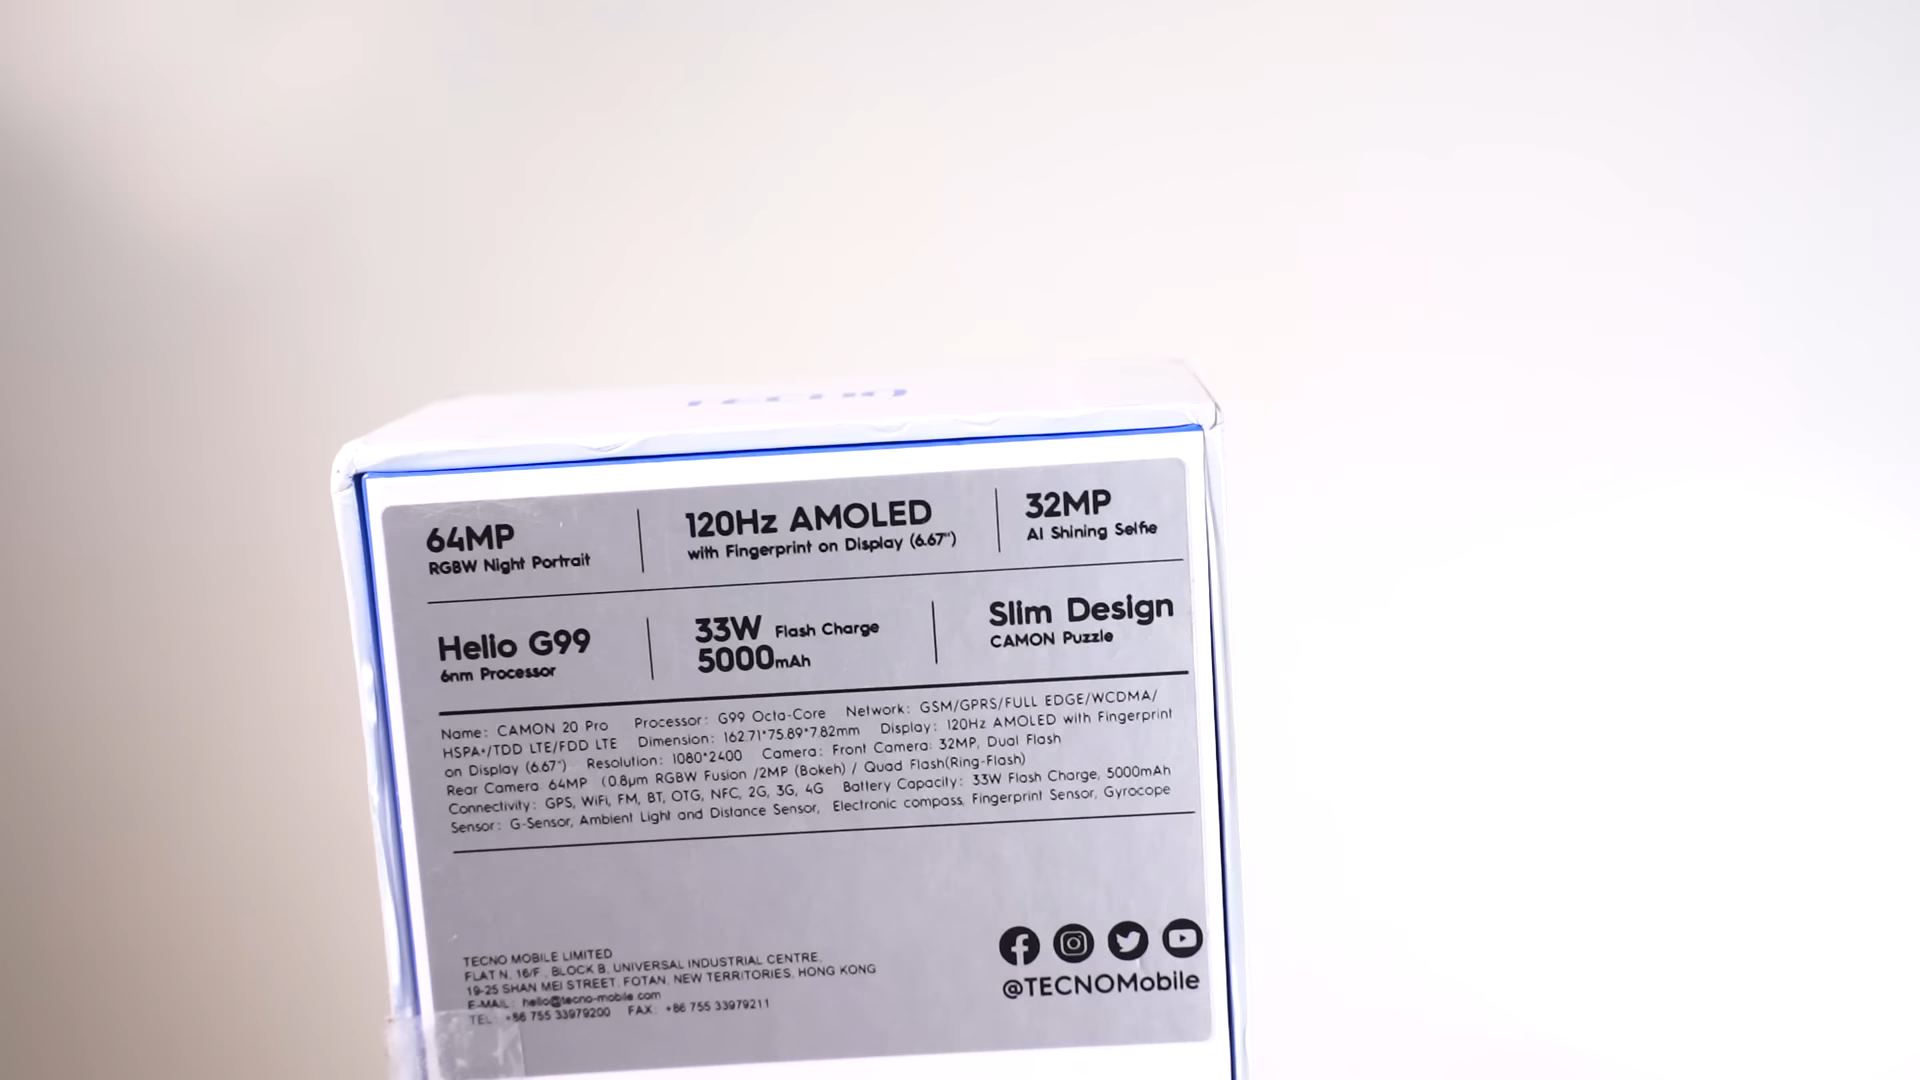 TECNO
64MP
RGBW Night Portrait
120Hz AMOLED
with Fingerprint on Display (6.67")
32MP
AI Shining Selfie
Helio G99
6nm Processor
33W Flash Charge
5000mAh
Slim Design
CAMON Puzzle
Name: CAMON 20 Pro Processor: G99 Octa-Core Network: GSM/GPRS/FULL EDGE/WCDMA/
HSPA+/TDD LTE/FDD LTE Dimension: 162.71*75.89*7.82mm Display: 120Hz AMOLED with Fingerprint
on Display (6.67") Resolution: 1080*2400 Camera: Front Camera: 32MP, Dual Flash
Rear Camera 64MP (0.8μm RGBW Fusion /2MP (Bokeh) / Quad Flash(Ring-Flash)
Connectivity: GPS, WiFi, FM, BT, OTG, NFC, 2G, 3G, 4G Battery Capacity: 33W Flash Charge, 5000mAh
Sensor: G-Sensor, Ambient Light and Distance Sensor, Electronic compass, Fingerprint Sensor, Gyrocope
TECNO MOBILE LIMITED
FLAT N, 16/F , BLOCK B, UNIVERSAL INDUSTRIAL CENTRE,
19-25 SHAN MEI STREET, FOTAN, NEW TERRITORIES, HONG KONG
E-MAIL : hello@tecno-mobile.com
TEL : +86 755 33979200 FAX : +86 755 33979211
@TECNOMobile